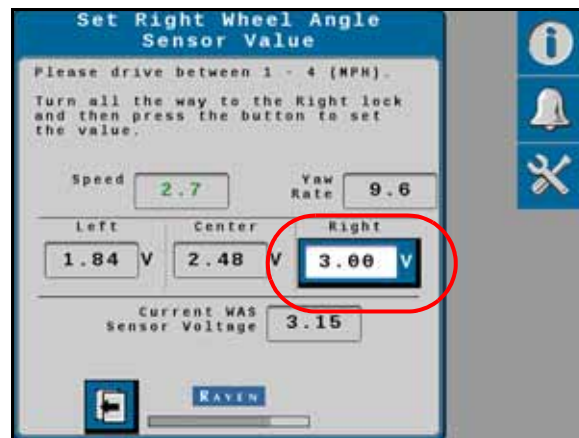 Set Right Wheel Angle
Sensor Value
Please drive between 1 - 4 (MPH).
Turn all the way to the Right lock
and then press the button to set
the value.
Speed 2.7 Yaw Rate 9.6
Left Center Right
1.84 V 2.48 V 3.00 V
Current WAS
Sensor Voltage 3.15
RAVEN